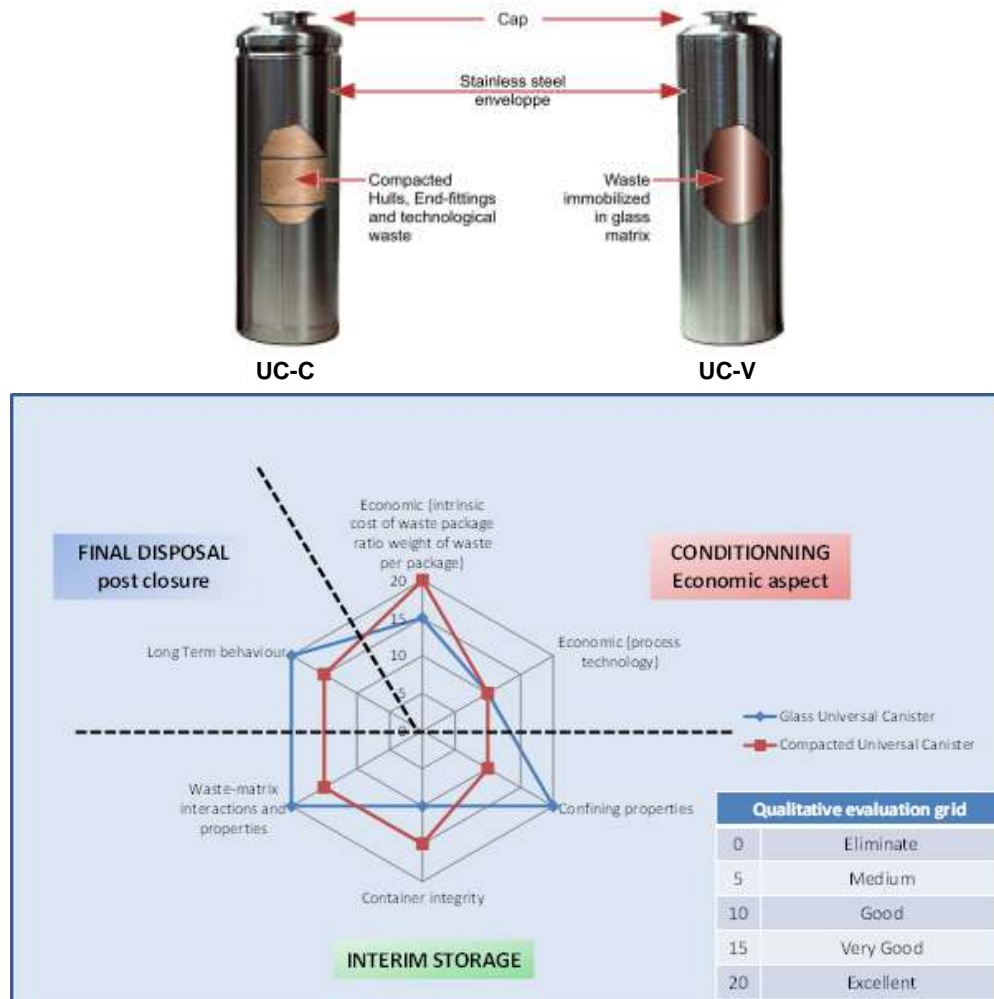 Cap
Stainless steel
enveloppe
Compacted
Hulls, End-fittings
and technological
waste
Waste
immobilized
in glass
matrix
UC-C
UC-V
FINAL DISPOSAL
post closure
Economic (intrinsic
cost of waste package
ratio weight of waste
per package)
CONDITIONNING
Economic aspect
20
15
10
5
0
Long Term behaviour
Economic (process
technology)
Glass Universal Canister
Compacted Universal Canister
Waste-matrix
interactions and
properties
Confining properties
Container integrity
INTERIM STORAGE
Qualitative evaluation grid
0 Eliminate
5 Medium
10 Good
15 Very Good
20 Excellent